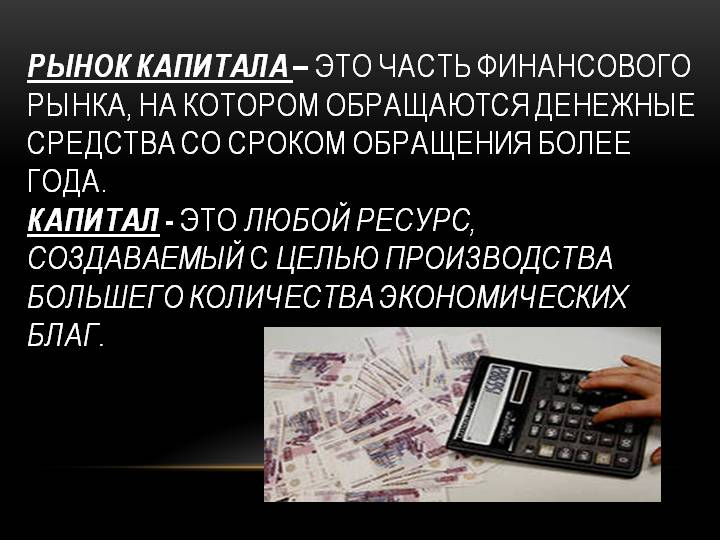 РЫНОК КАПИТАЛА – ЭТО ЧАСТЬ ФИНАНСОВОГО
РЫНКА, НА КОТОРОМ ОБРАЩАЮТСЯ ДЕНЕЖНЫЕ
СРЕДСТВА СО СРОКОМ ОБРАЩЕНИЯ БОЛЕЕ
ГОДА.
КАПИТАЛ - ЭТО ЛЮБОЙ РЕСУРС,
СОЗДАВАЕМЫЙ С ЦЕЛЬЮ ПРОИЗВОДСТВА
БОЛЬШЕГО КОЛИЧЕСТВА ЭКОНОМИЧЕСКИХ
БЛАГ.